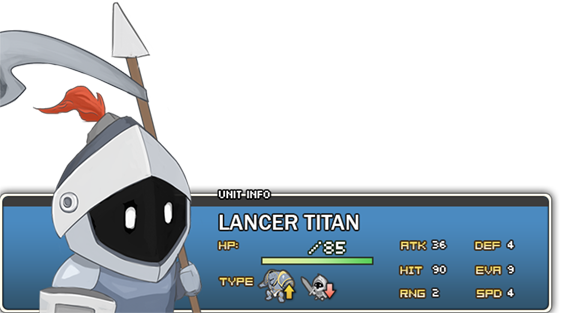 UNIT INFO
LANCER TITAN
HP: /85
TYPE
ATK 36 DEF 4
HIT 90 EVA 9
RNG 2 SPD 4